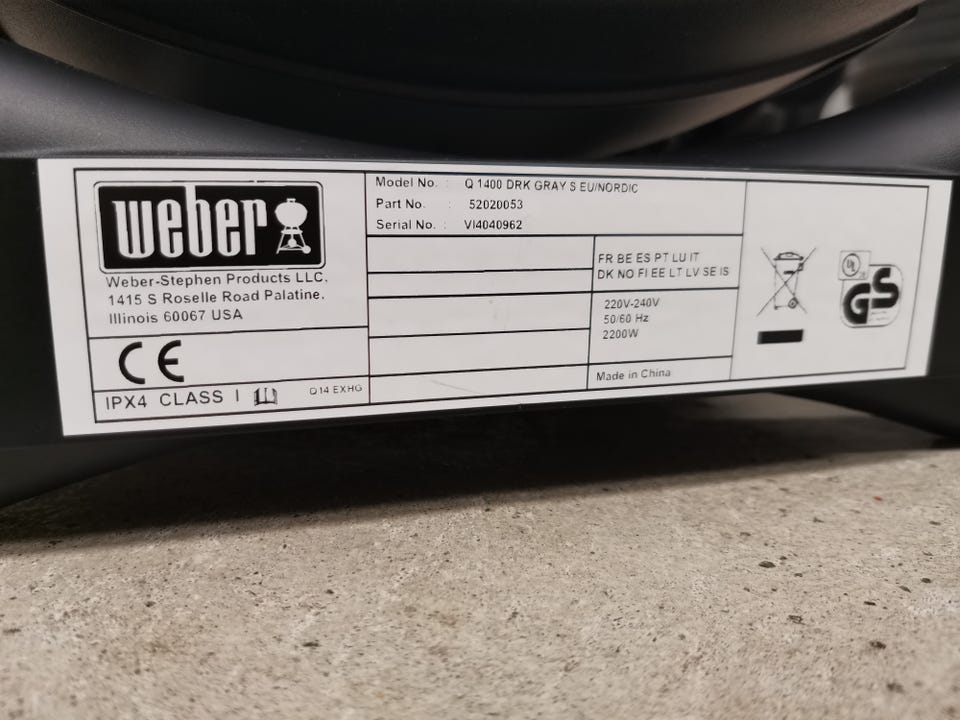 weber
Weber-Stephen Products LLC,
1415 S Roselle Road Palatine,
Illinois 60067 USA
CE
IPX4 CLASS I
Q14 EXHG
Model No. : Q 1400 DRK GRAY S EU/NORDIC
Part No. : 52020053
Serial No. : VI4040962
FR BE ES PT LU IT
DK NO FI EE LT LV SE IS
220V-240V
50/60 Hz
2200W
Made in China
UL
GS